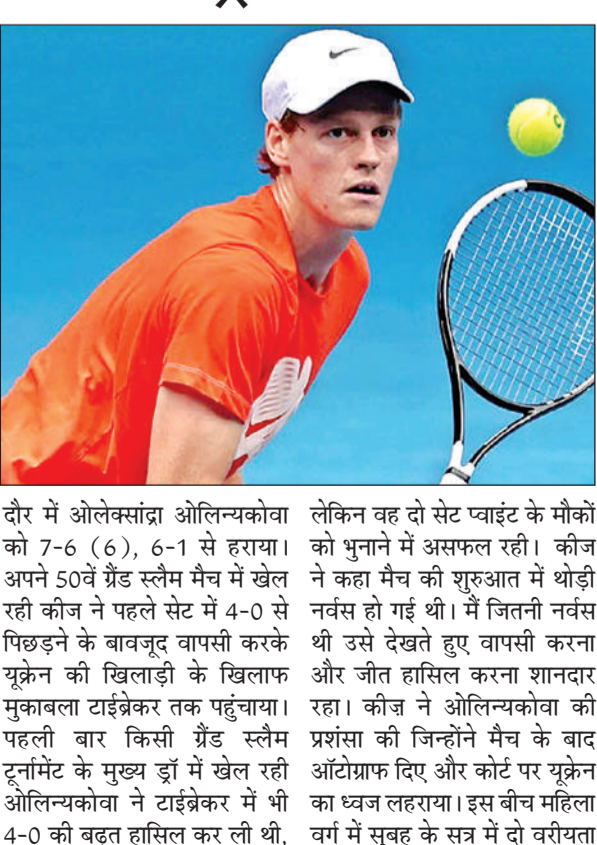 दौर में ओलेक्सांद्रा ओलिन्यकोवा
को 7-6 (6), 6-1 से हराया।
अपने 50वें ग्रैंड स्लैम मैच में खेल
रही कीज ने पहले सेट में 4-0 से
पिछड़ने के बावजूद वापसी करके
यूक्रेन की खिलाड़ी के खिलाफ
मुकाबला टाईब्रेकर तक पहुंचाया।
पहली बार किसी ग्रैंड स्लैम
टूर्नामेंट के मुख्य ड्रॉ में खेल रही
ओलिन्यकोवा ने टाईब्रेकर में भी
4-0 की बढ़त हासिल कर ली थी,
लेकिन वह दो सेट प्वाइंट के मौकों
को भुनाने में असफल रही। कीज
ने कहा मैच की शुरुआत में थोड़ी
नर्वस हो गई थी। मैं जितनी नर्वस
थी उसे देखते हुए वापसी करना
और जीत हासिल करना शानदार
रहा। कीज ने ओलिन्यकोवा की
प्रशंसा की जिन्होंने मैच के बाद
ऑटोग्राफ दिए और कोर्ट पर यूक्रेन
का ध्वज लहराया। इस बीच महिला
वर्ग में सुबह के सत्र में दो वरीयता